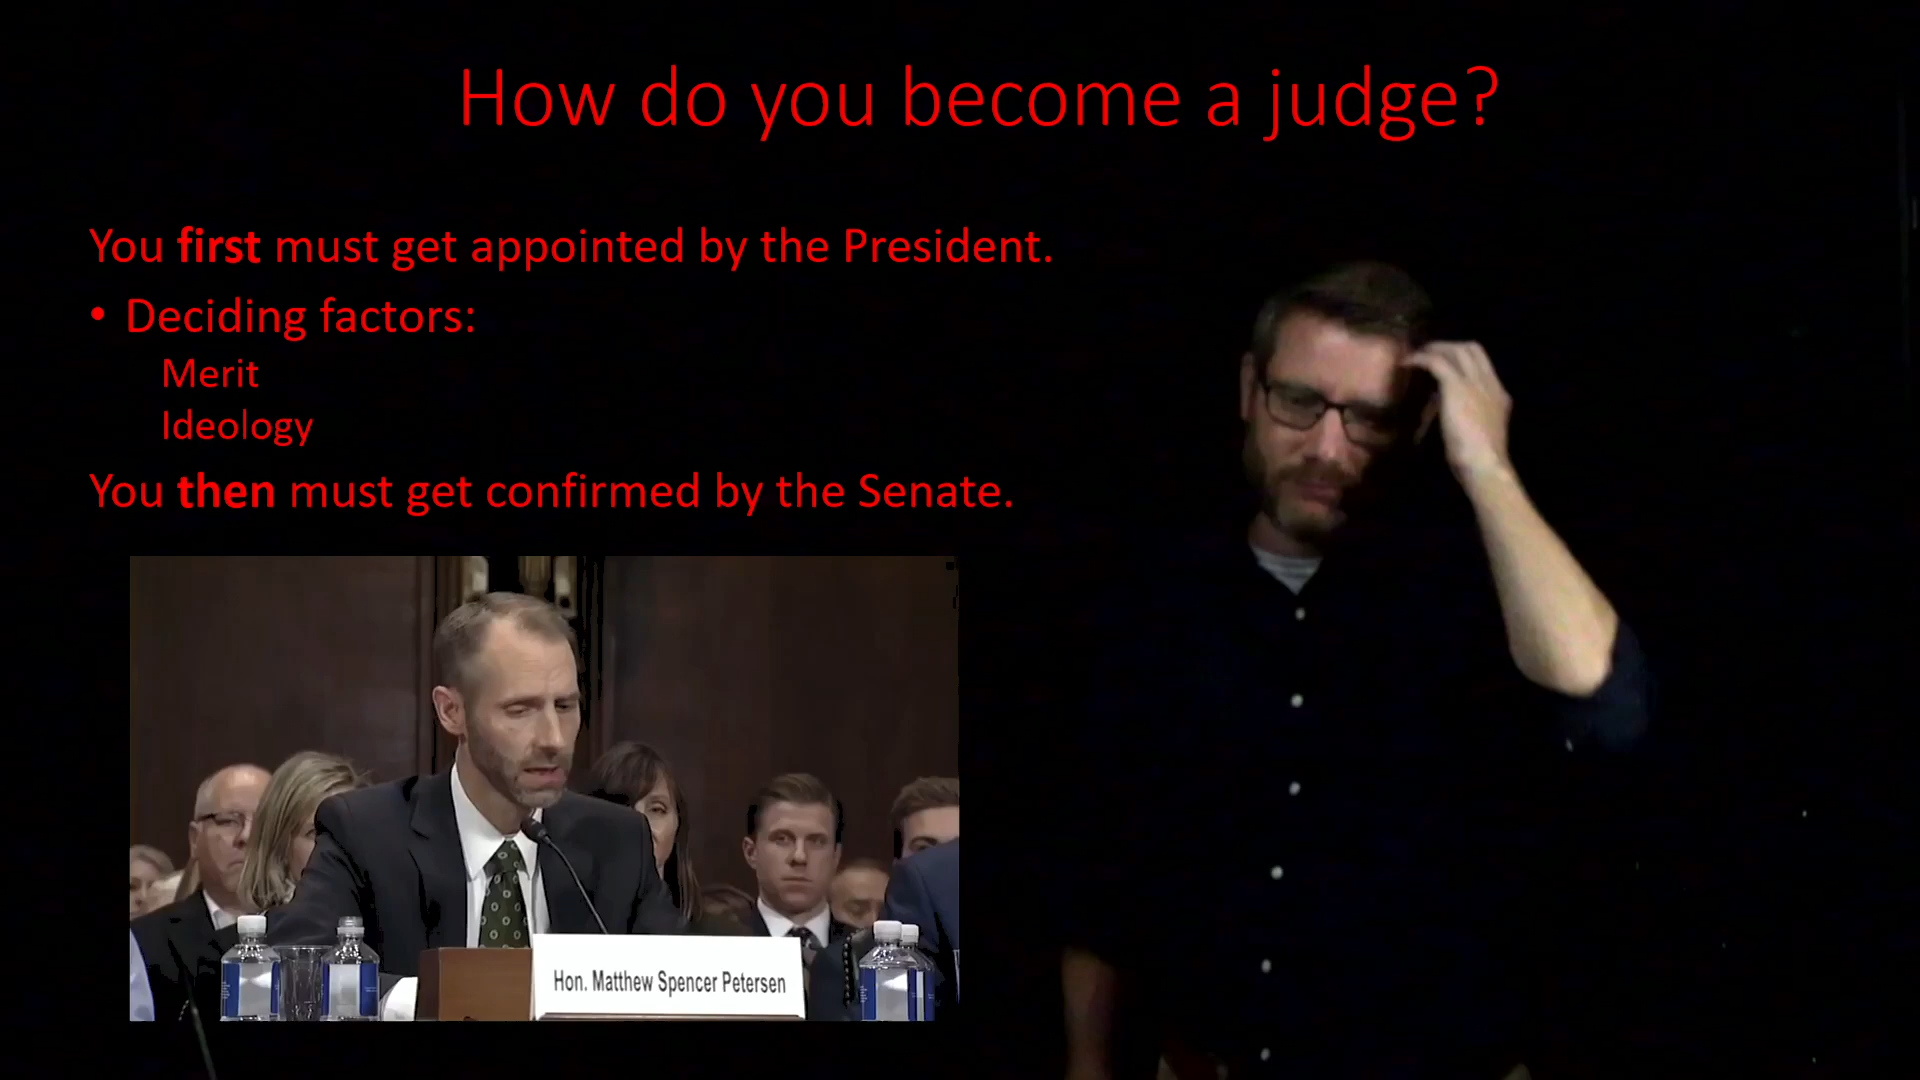 How do you become a judge?
You first must get appointed by the President.
• Deciding factors:
Merit
Ideology
You then must get confirmed by the Senate.
Hon. Matthew Spencer Petersen